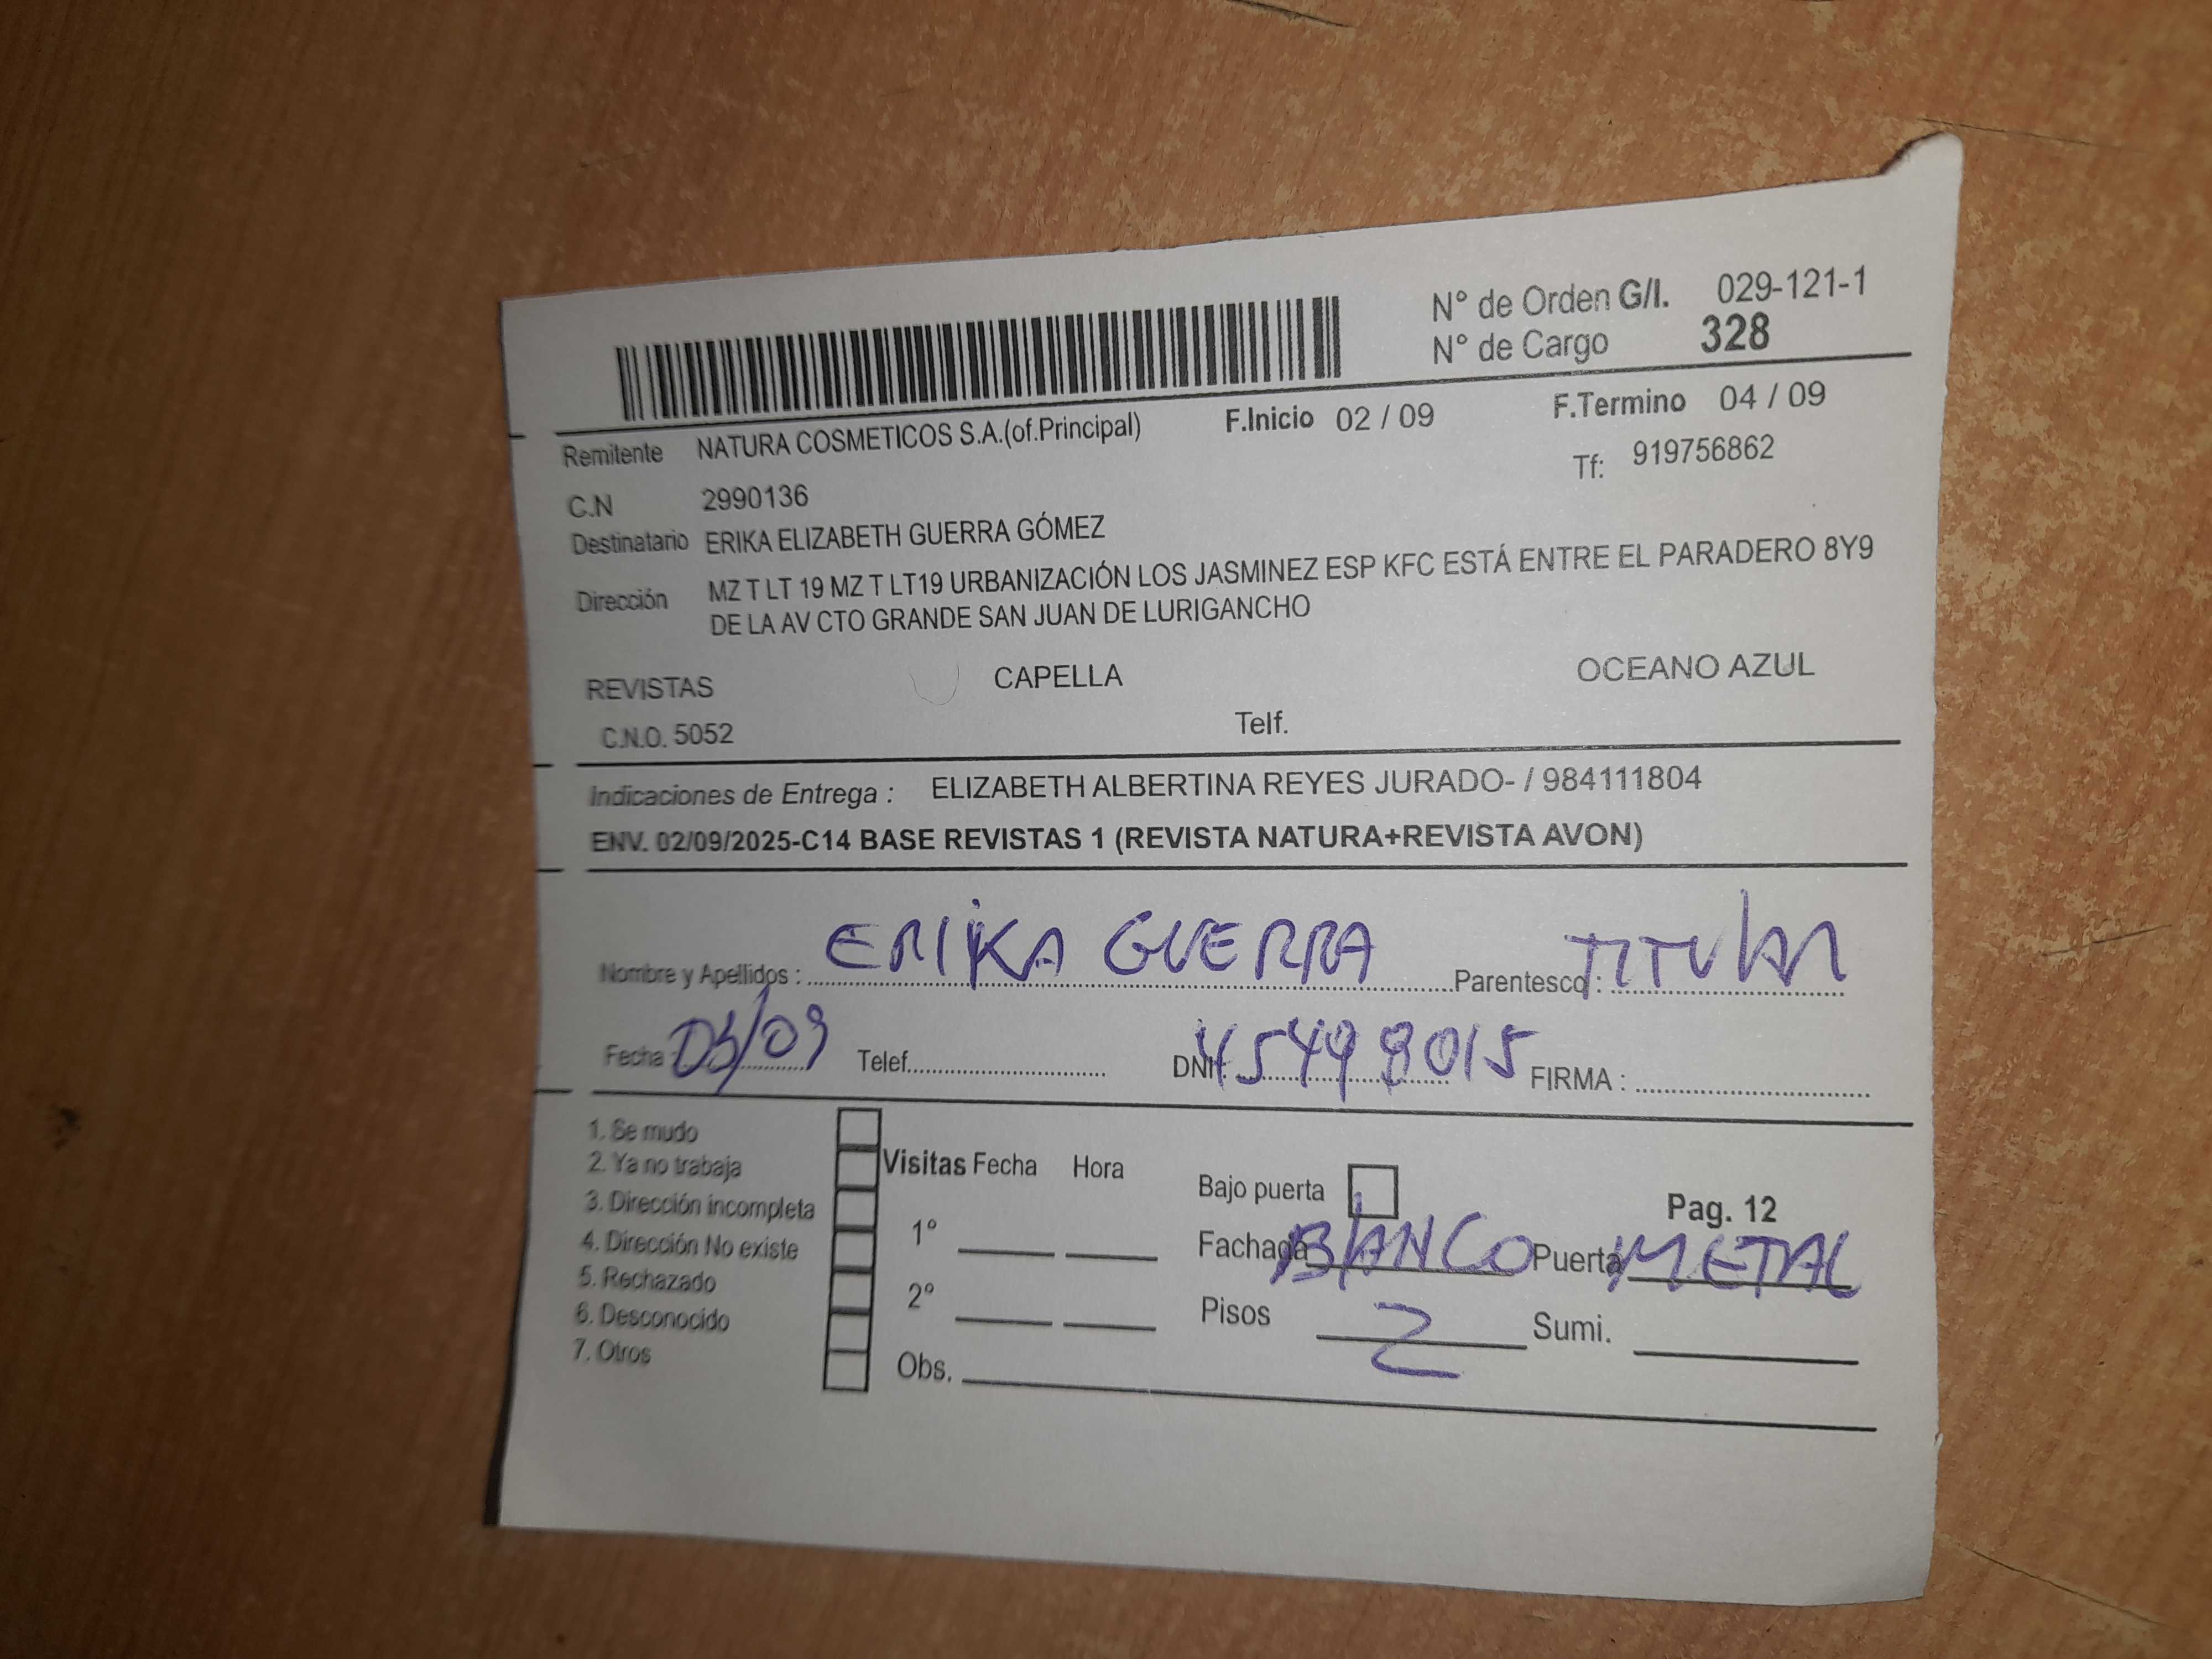 N° de Orden G/I. 029-121-1
N° de Cargo 328
F.Inicio 02 / 09 F.Termino 04 / 09
Remitente NATURA COSMETICOS S.A.(of.Principal) Tf: 919756862
C.N 2990136
Destinatario ERIKA ELIZABETH GUERRA GÓMEZ
Dirección MZ T LT 19 MZ T LT19 URBANIZACIÓN LOS JASMINEZ ESP KFC ESTÁ ENTRE EL PARADERO 8Y9
DE LA AV CTO GRANDE SAN JUAN DE LURIGANCHO
REVISTAS CAPELLA OCEANO AZUL
C.N.O. 5052 Telf.
Indicaciones de Entrega : ELIZABETH ALBERTINA REYES JURADO- / 984111804
ENV. 02/09/2025-C14 BASE REVISTAS 1 (REVISTA NATURA+REVISTA AVON)
Nombre y Apellidos : ERIKA GUERRA Parentesco : TITULAR
Fecha : /09 Telef. DNI: 45498015 FIRMA :
1. Se mudo
2. Ya no trabaja Visitas Fecha Hora
3. Dirección incompleta Bajo puerta Pag. 12
4. Dirección No existe 1° Fachada BLANCO Puerta METAL
5. Rechazado
6. Desconocido 2° Pisos 2 Sumi.
7. Otros Obs.